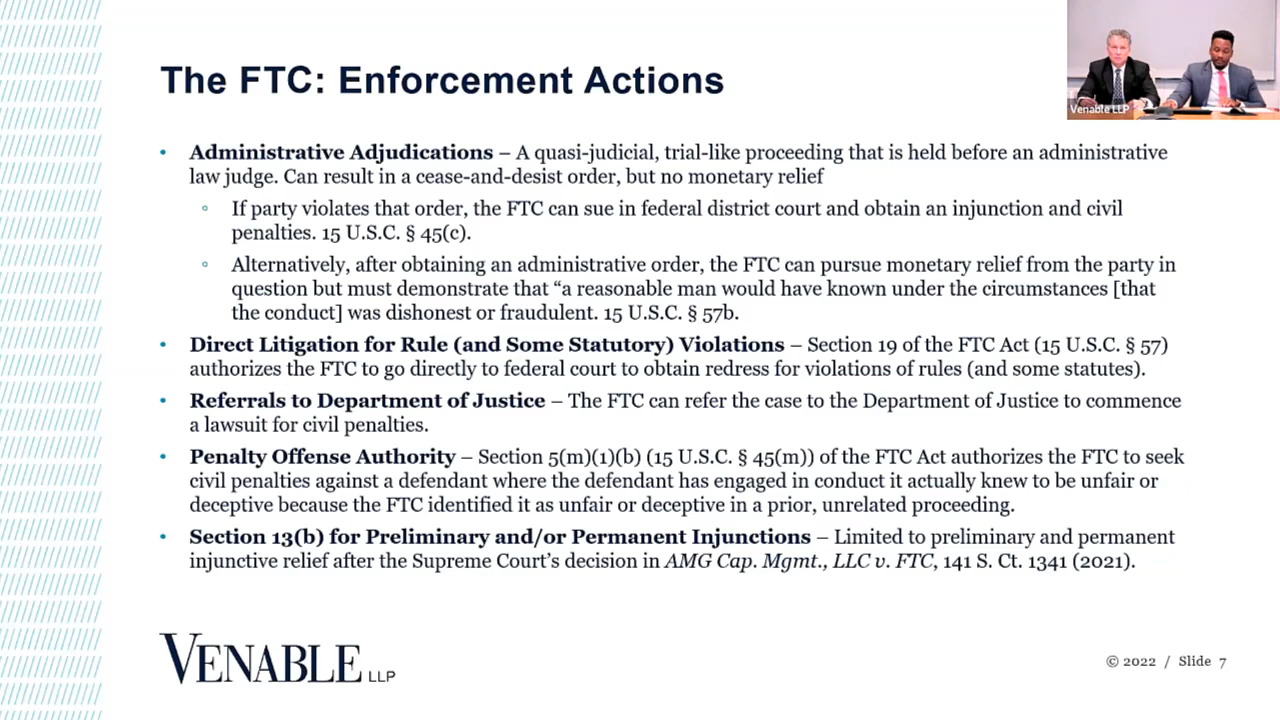 The FTC: Enforcement Actions
Venable LLP
• Administrative Adjudications – A quasi-judicial, trial-like proceeding that is held before an administrative
law judge. Can result in a cease-and-desist order, but no monetary relief
◦ If party violates that order, the FTC can sue in federal district court and obtain an injunction and civil
penalties. 15 U.S.C. § 45(c).
◦ Alternatively, after obtaining an administrative order, the FTC can pursue monetary relief from the party in
question but must demonstrate that “a reasonable man would have known under the circumstances [that
the conduct] was dishonest or fraudulent. 15 U.S.C. § 57b.
• Direct Litigation for Rule (and Some Statutory) Violations – Section 19 of the FTC Act (15 U.S.C. § 57)
authorizes the FTC to go directly to federal court to obtain redress for violations of rules (and some statutes).
• Referrals to Department of Justice – The FTC can refer the case to the Department of Justice to commence
a lawsuit for civil penalties.
• Penalty Offense Authority – Section 5(m)(1)(b) (15 U.S.C. § 45(m)) of the FTC Act authorizes the FTC to seek
civil penalties against a defendant where the defendant has engaged in conduct it actually knew to be unfair or
deceptive because the FTC identified it as unfair or deceptive in a prior, unrelated proceeding.
• Section 13(b) for Preliminary and/or Permanent Injunctions – Limited to preliminary and permanent
injunctive relief after the Supreme Court’s decision in AMG Cap. Mgmt., LLC v. FTC, 141 S. Ct. 1341 (2021).
VENABLE LLP
© 2022 / Slide 7